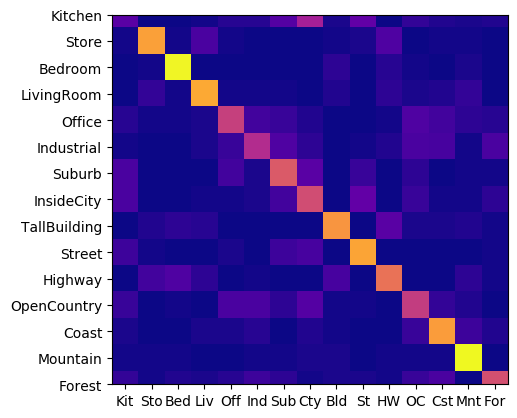 Kitchen
Store
Bedroom
LivingRoom
Office
Industrial
Suburb
InsideCity
TallBuilding
Street
Highway
OpenCountry
Coast
Mountain
Forest
Kit Sto Bed Liv Off Ind Sub Cty Bld St HW OC Cst Mnt For